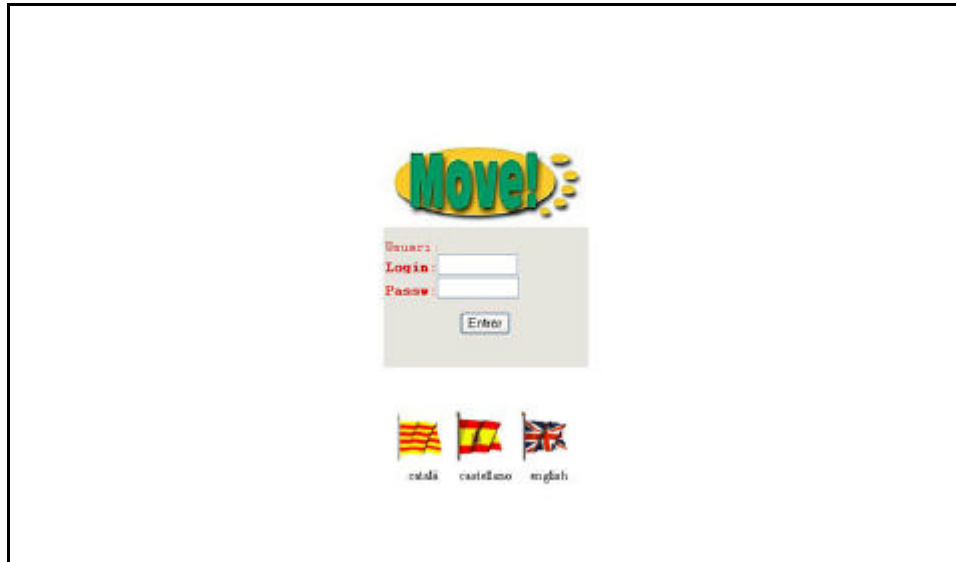 Move!
Usuari:
Login:
Passw:
Entrar
català
castellano
english